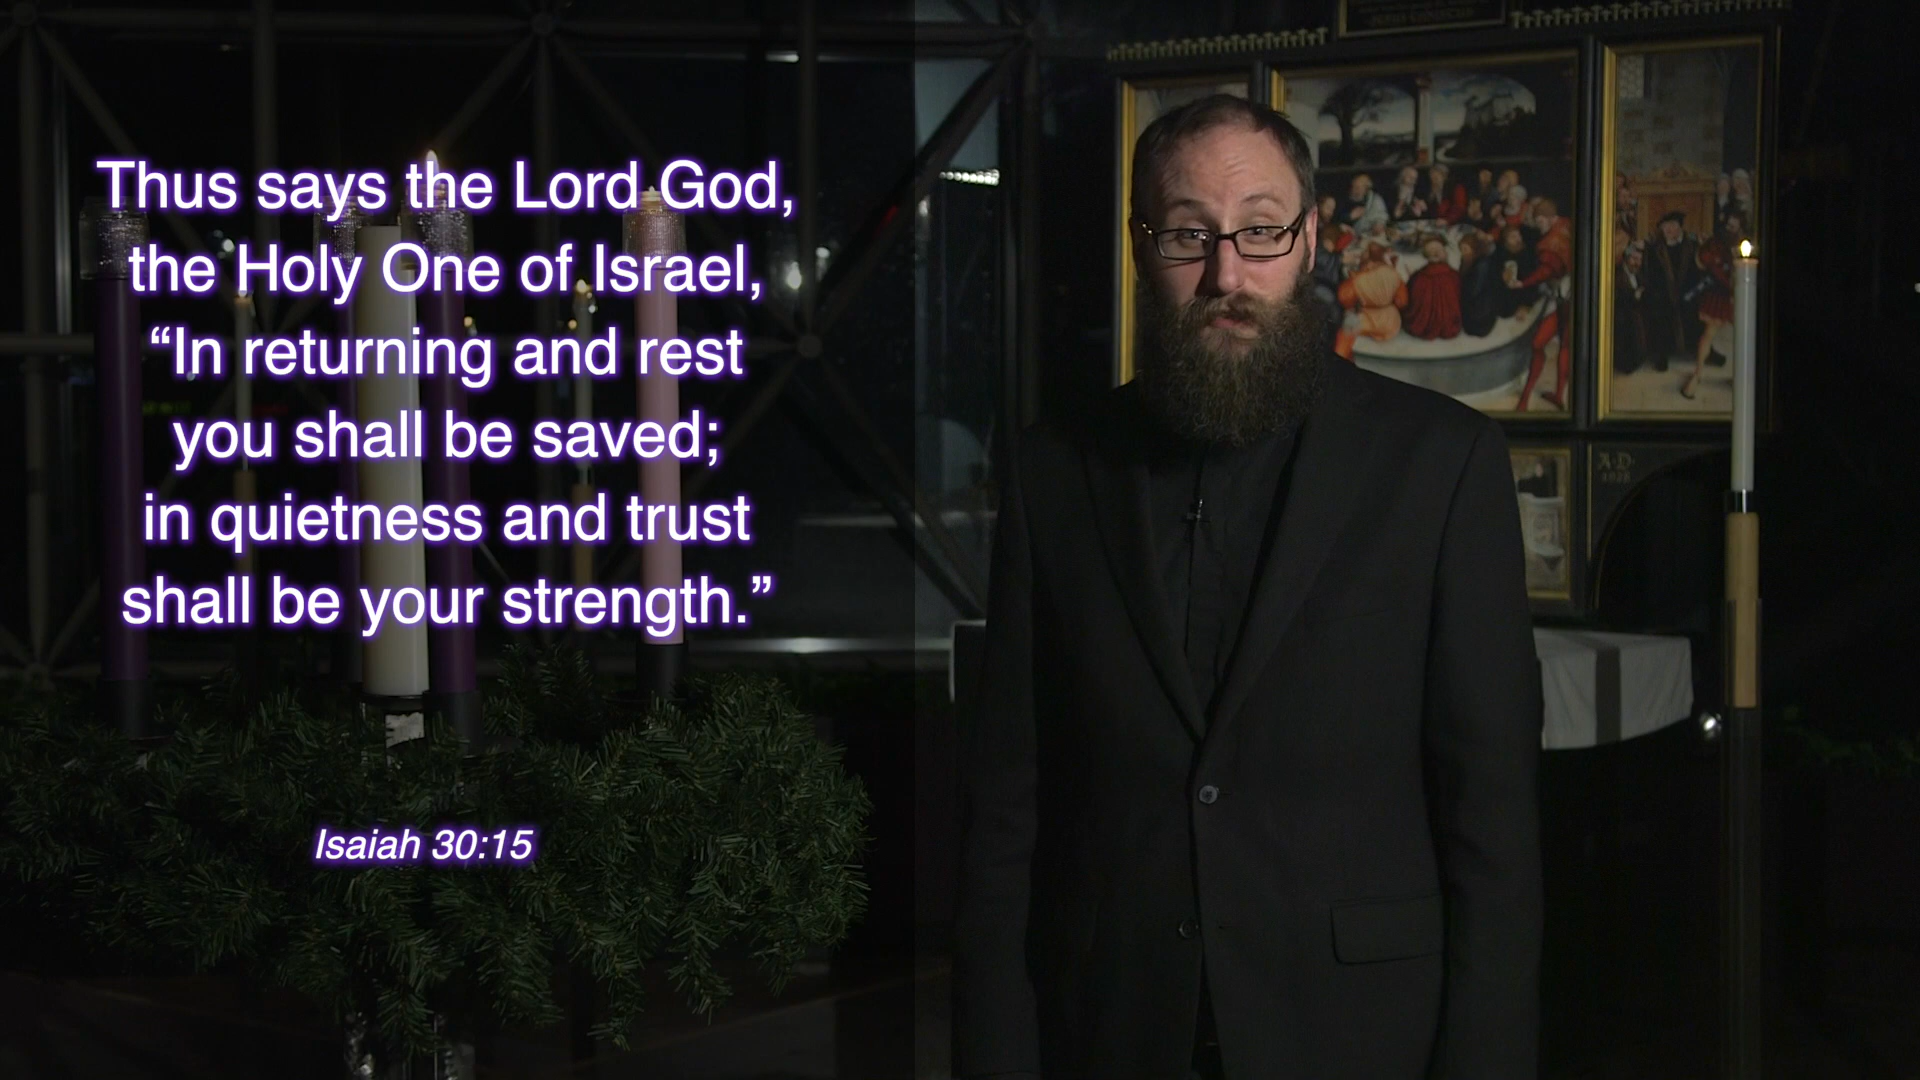 Thus says the Lord God,
the Holy One of Israel,
“In returning and rest
you shall be saved;
in quietness and trust
shall be your strength.”
Isaiah 30:15